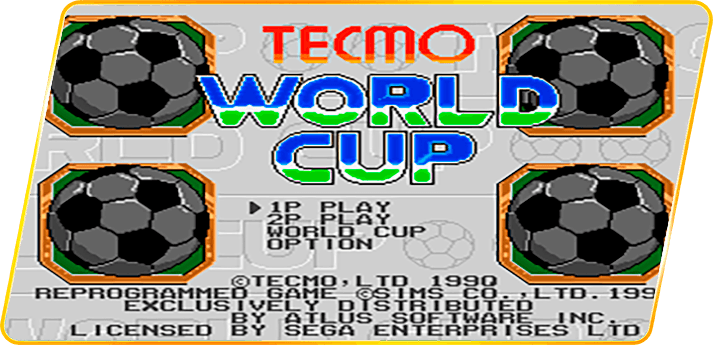 TECMO
WORLD
CUP
1P PLAY
2P PLAY
WORLD CUP
OPTION
©TECMO,LTD 1990
REPROGRAMMED GAME ©SIMS CO.,LTD.199
EXCLUSIVELY DISTRIBUTED
BY ATLUS SOFTWARE INC.
LICENSED BY SEGA ENTERPRISES LTD